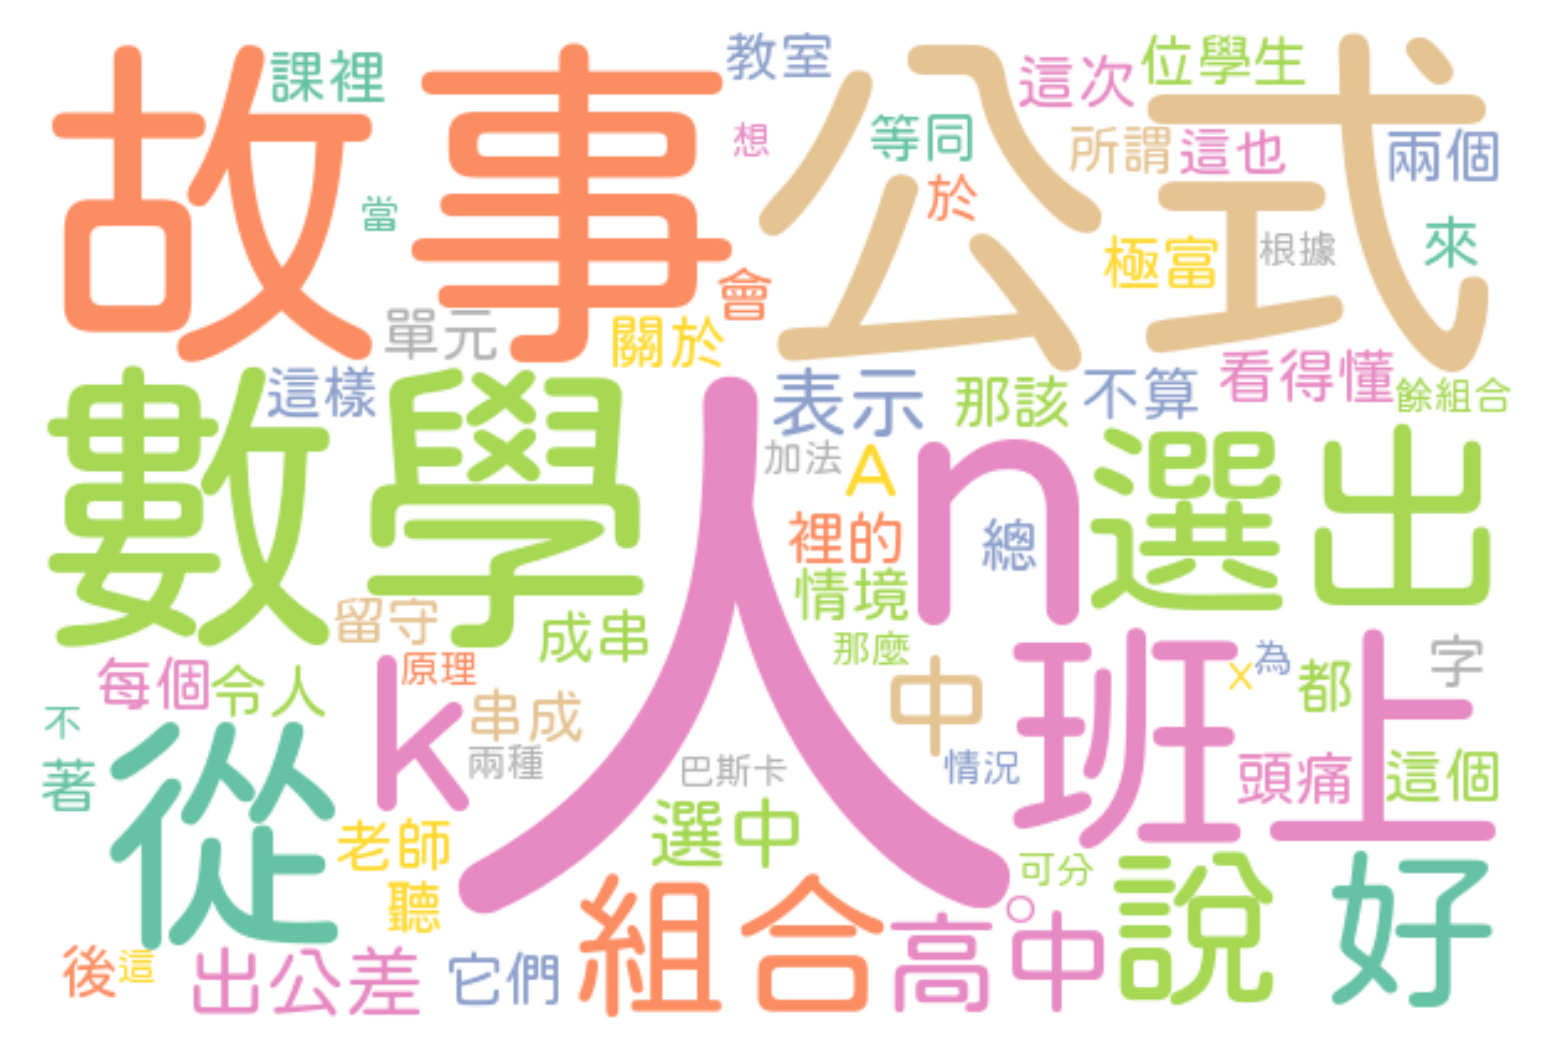 故事
公式
課裡
教室
這次
位學生
想
等同
所謂
這也
兩個
當
於
極富
根據
來
單元
會
關於
數學
這樣
人
表示
那該
不算
看得懂
餘組合
加法
A
n
選出
裡的
總
情境
留守
成串
那麼
每個
令人
k
原理
串成
中
班上
x
為
都
字
不
著
從
兩種
巴斯卡
情況
頭痛
這個
老師
選中
聽
組合
可分
說
好
高中
○
後
這
出公差
它們